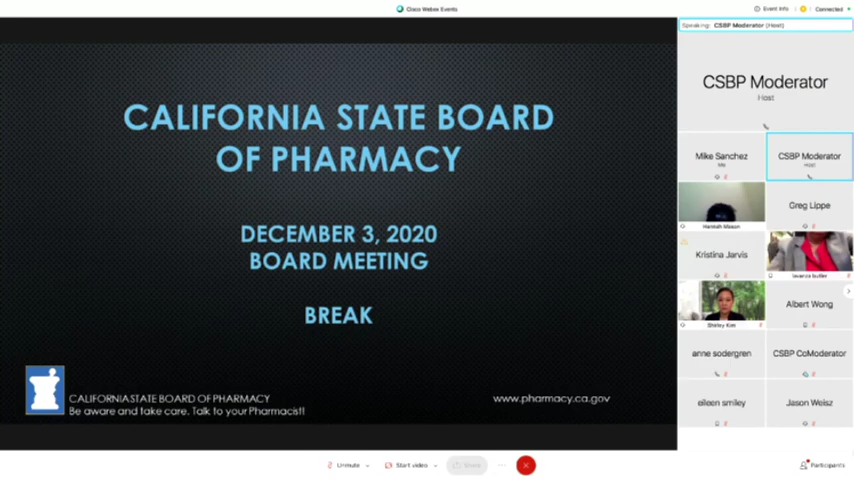 Cisco Webex Events
Event Info
Connected
Speaking: CSBP Moderator (Host)
CALIFORNIA STATE BOARD
OF PHARMACY
DECEMBER 3, 2020
BOARD MEETING
BREAK
CALIFORNIA STATE BOARD OF PHARMACY
Be aware and take care. Talk to your Pharmacist!
www.pharmacy.ca.gov
CSBP Moderator
Host
Mike Sanchez
Me
CSBP Moderator
Host
Hannah Mason
Greg Lippe
Kristina Jarvis
lavanza butler
Shirley Kim
Albert Wong
anne sodergren
CSBP CoModerator
eileen smiley
Jason Weisz
Unmute
Start video
Share
Participants